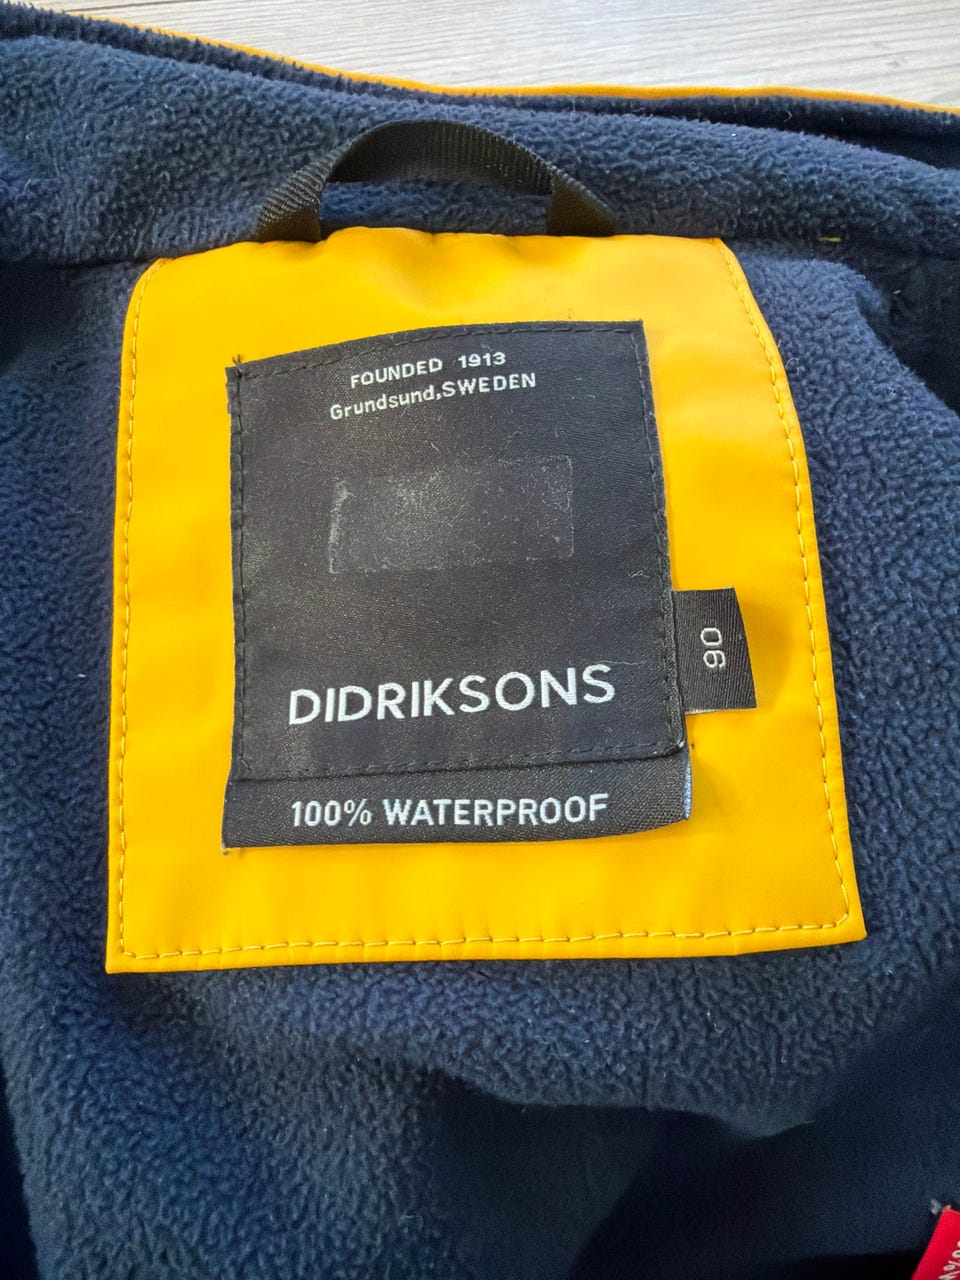 FOUNDED 1913
Grundsund,SWEDEN
90
DIDRIKSONS
100% WATERPROOF